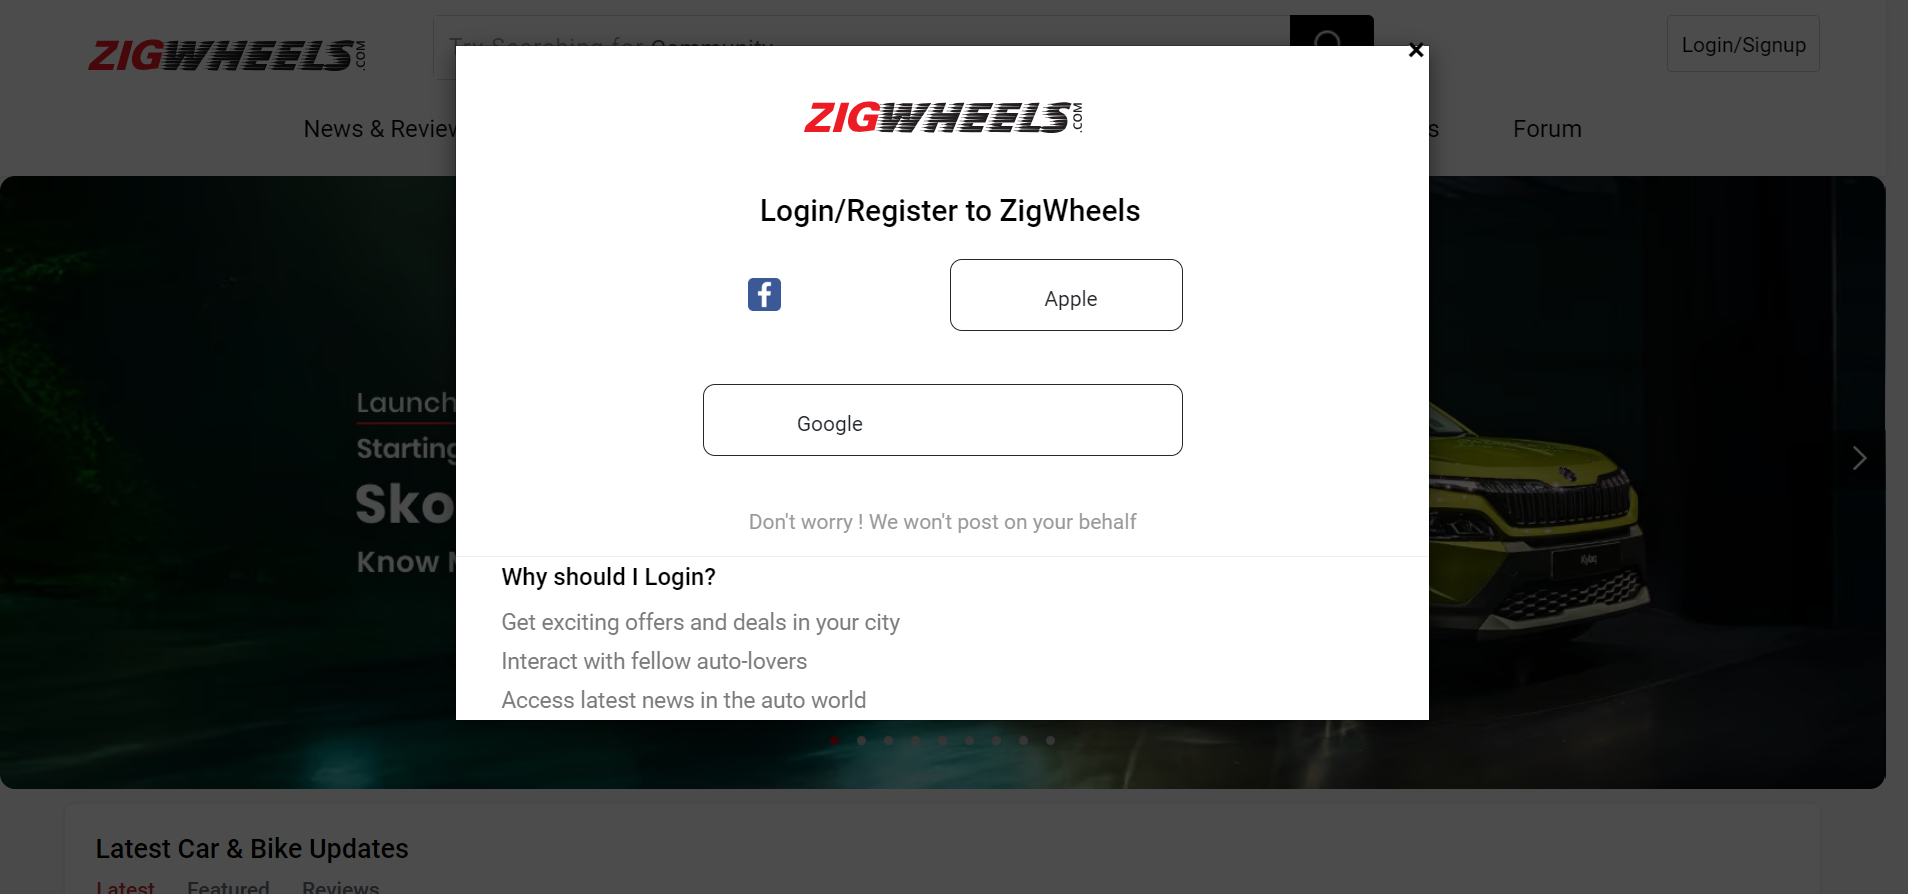 ZIGWHEELS.COM
Try Searching for Community
Login/Signup
News & Review
s
Forum
ZIGWHEELS.COM
Login/Register to ZigWheels
Apple
Google
Don't worry ! We won't post on your behalf
Launch
Starting
Sko
Know
Kylaq
Why should I Login?
Get exciting offers and deals in your city
Interact with fellow auto-lovers
Access latest news in the auto world
Latest Car & Bike Updates
Latest Featured Reviews